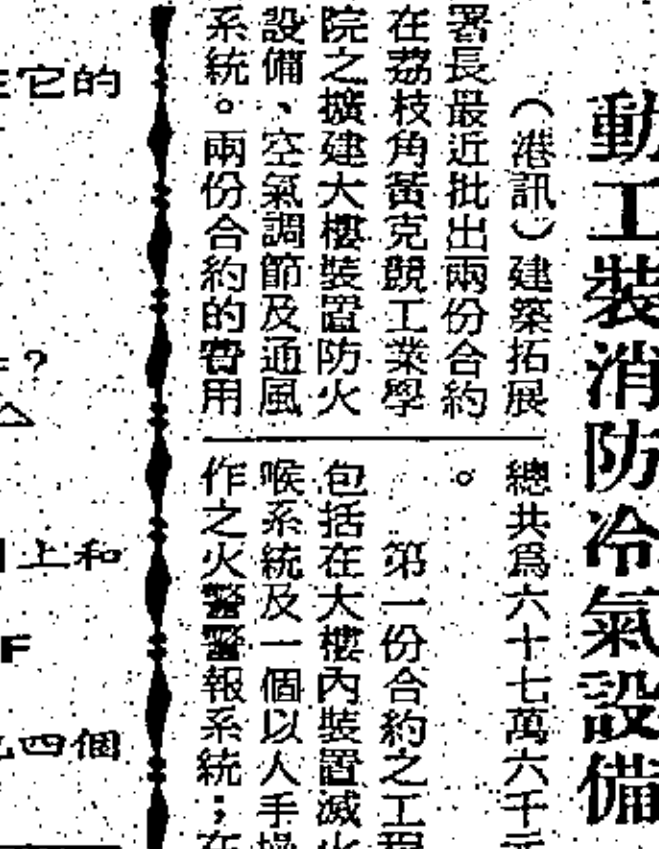 動工裝消防冷氣設備
（港訊）建築拓展
署長最近批出兩份合約
在荔枝角黃克競工業學
院之擴建大樓裝置防火
設備、空氣調節及通風
系統。兩份合約的費用
總共爲六十七萬六千元
。
第一份合約之工程
包括在大樓內裝置滅火
喉系統及一個以人手操
作之火警警報系統；在
它的
？
上和
F
四個